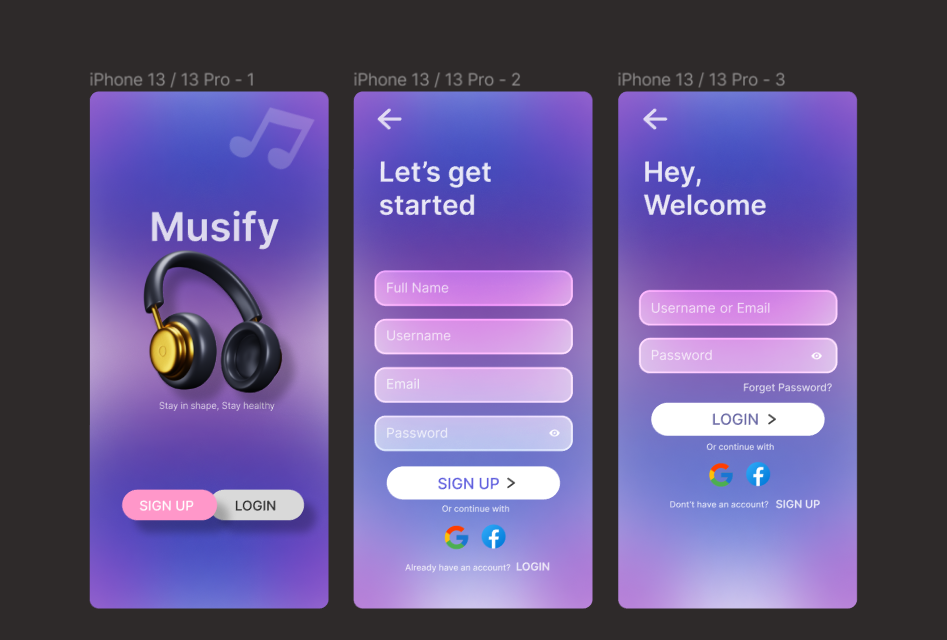 iPhone 13 / 13 Pro - 1
Musify
Stay in shape, Stay healthy
SIGN UP
LOGIN
iPhone 13 / 13 Pro - 2
Let’s get
started
Full Name
Username
Email
Password
SIGN UP >
Or continue with
Already have an account? LOGIN
iPhone 13 / 13 Pro - 3
Hey,
Welcome
Username or Email
Password
Forget Password?
LOGIN >
Or continue with
Dont't have an account? SIGN UP